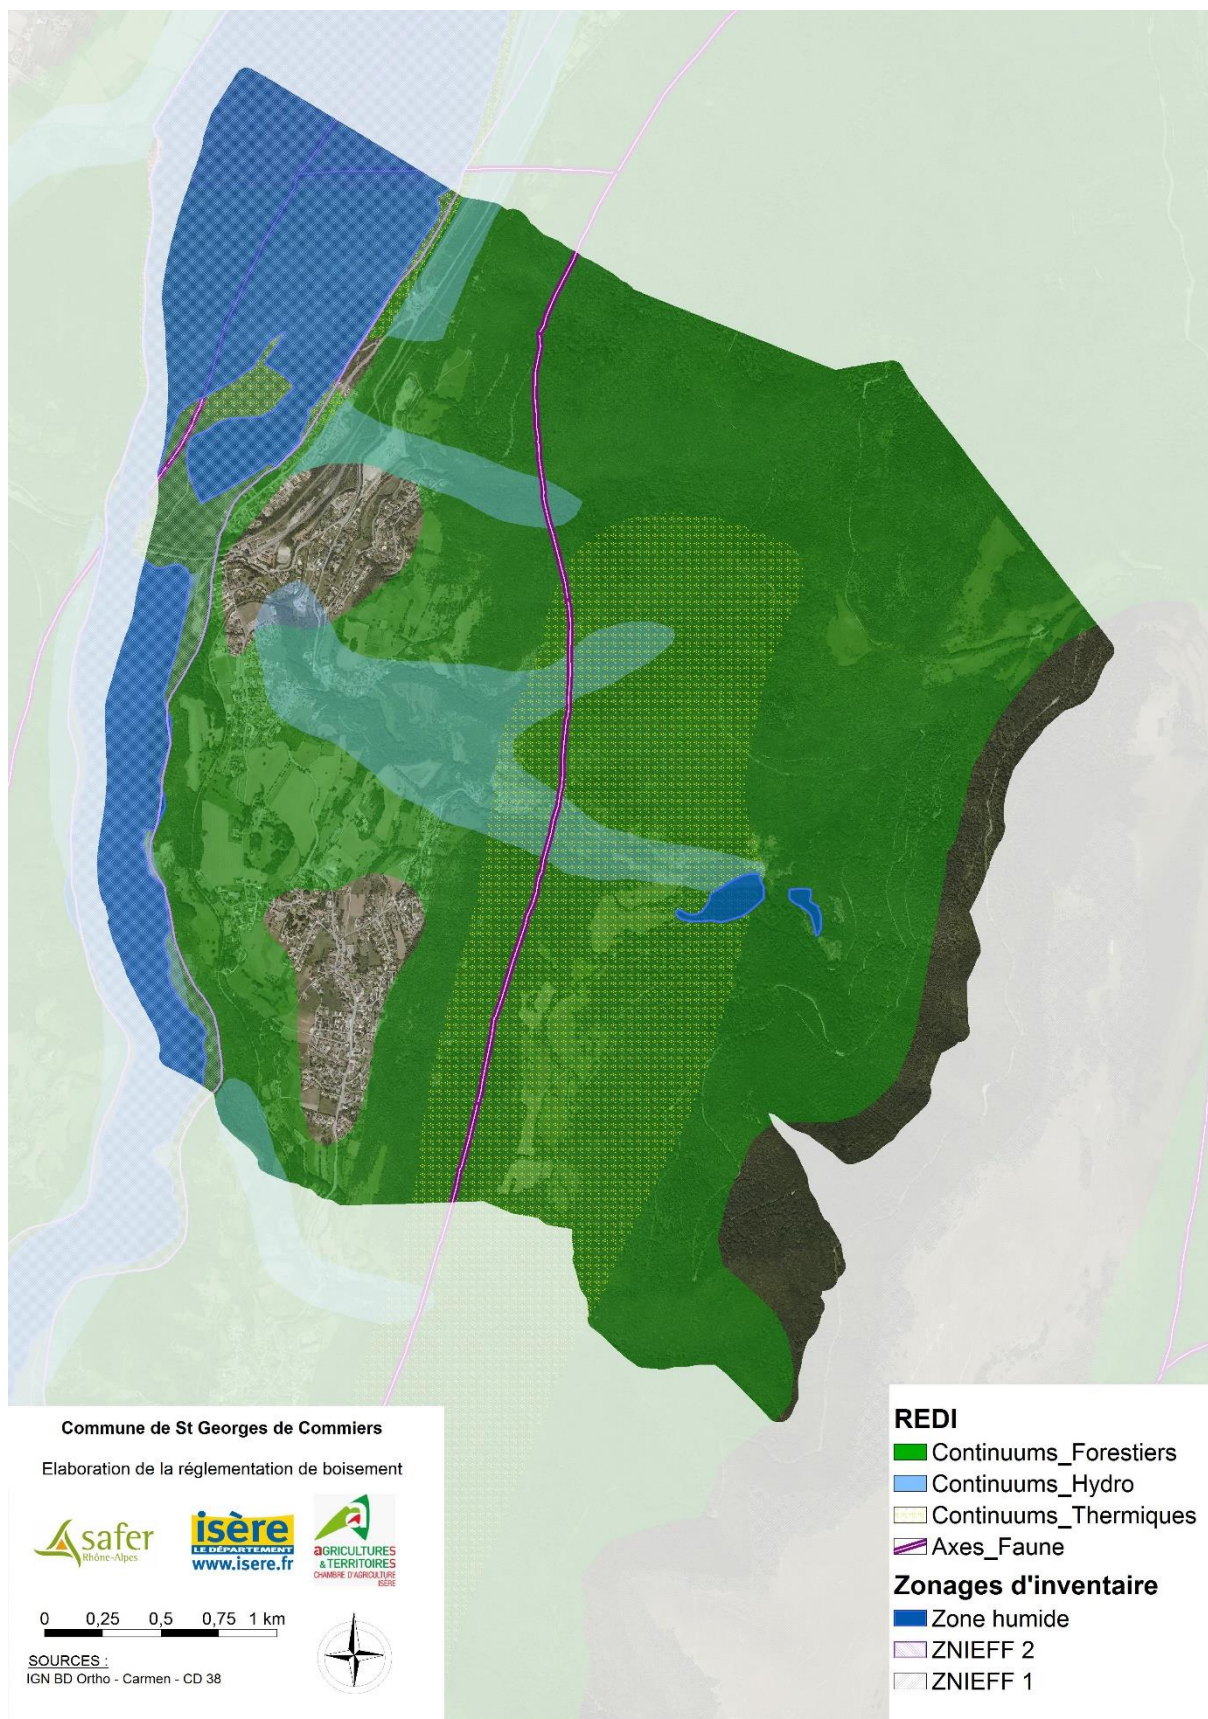 Commune de St Georges de Commiers
Elaboration de la réglementation de boisement
safer
Rhône-Alpes
isère
LE DÉPARTEMENT
www.isere.fr
aGRICULTURES
& TERRITOIRES
CHAMBRE D'AGRICULTURE
ISÈRE
0 0,25 0,5 0,75 1 km
SOURCES :
IGN BD Ortho - Carmen - CD 38
REDI
Continuums_Forestiers
Continuums_Hydro
Continuums_Thermiques
Axes_Faune
Zonages d'inventaire
Zone humide
ZNIEFF 2
ZNIEFF 1